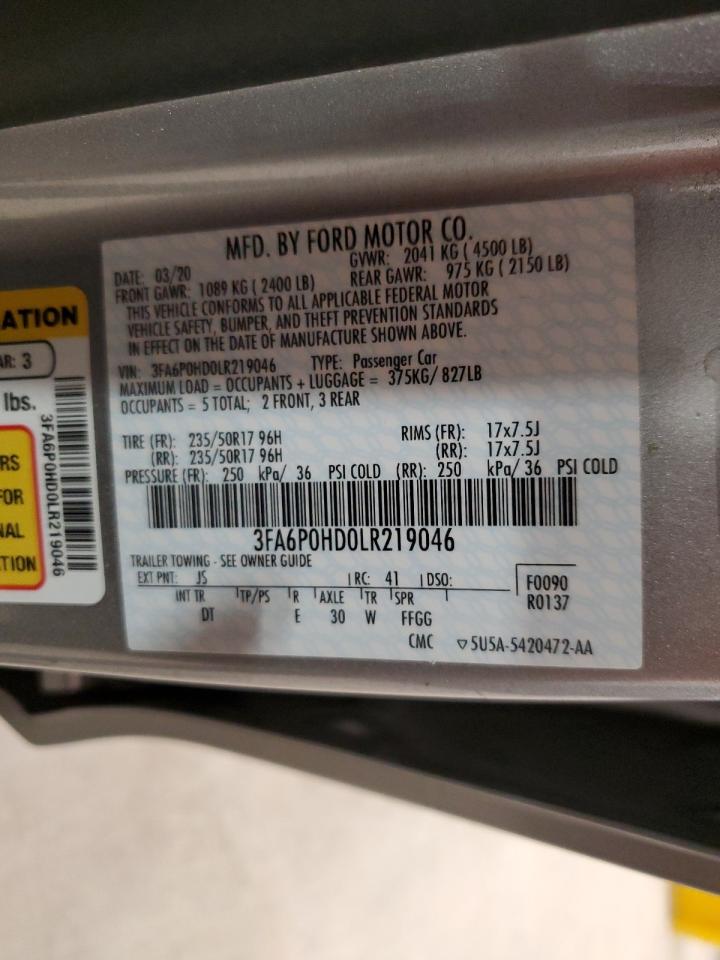 MFD. BY FORD MOTOR CO.
DATE: 03/20 GVWR: 2041 KG ( 4500 LB)
FRONT GAWR: 1089 KG ( 2400 LB) REAR GAWR: 975 KG ( 2150 LB)
THIS VEHICLE CONFORMS TO ALL APPLICABLE FEDERAL MOTOR
VEHICLE SAFETY, BUMPER, AND THEFT PREVENTION STANDARDS
IN EFFECT ON THE DATE OF MANUFACTURE SHOWN ABOVE.
VIN: 3FA6P0HD0LR219046 TYPE: Passenger Car
MAXIMUM LOAD = OCCUPANTS + LUGGAGE = 375KG/ 827LB
OCCUPANTS = 5 TOTAL; 2 FRONT, 3 REAR
TIRE (FR): 235/50R17 96H RIMS (FR): 17x7.5J
(RR): 235/50R17 96H (RR): 17x7.5J
PRESSURE (FR): 250 kPa/ 36 PSI COLD (RR): 250 kPa/ 36 PSI COLD
3FA6P0HD0LR219046
TRAILER TOWING - SEE OWNER GUIDE
EXT PNT: JS RC: 41 DSO: F0090
R0137
INT TR TP/PS R AXLE TR SPR
DT E 30 W FFGG
CMC ▽5U5A-5420472-AA
ATION
AR: 3
lbs.
RS
FOR
NAL
TION
3FA6P0HD0LR219046